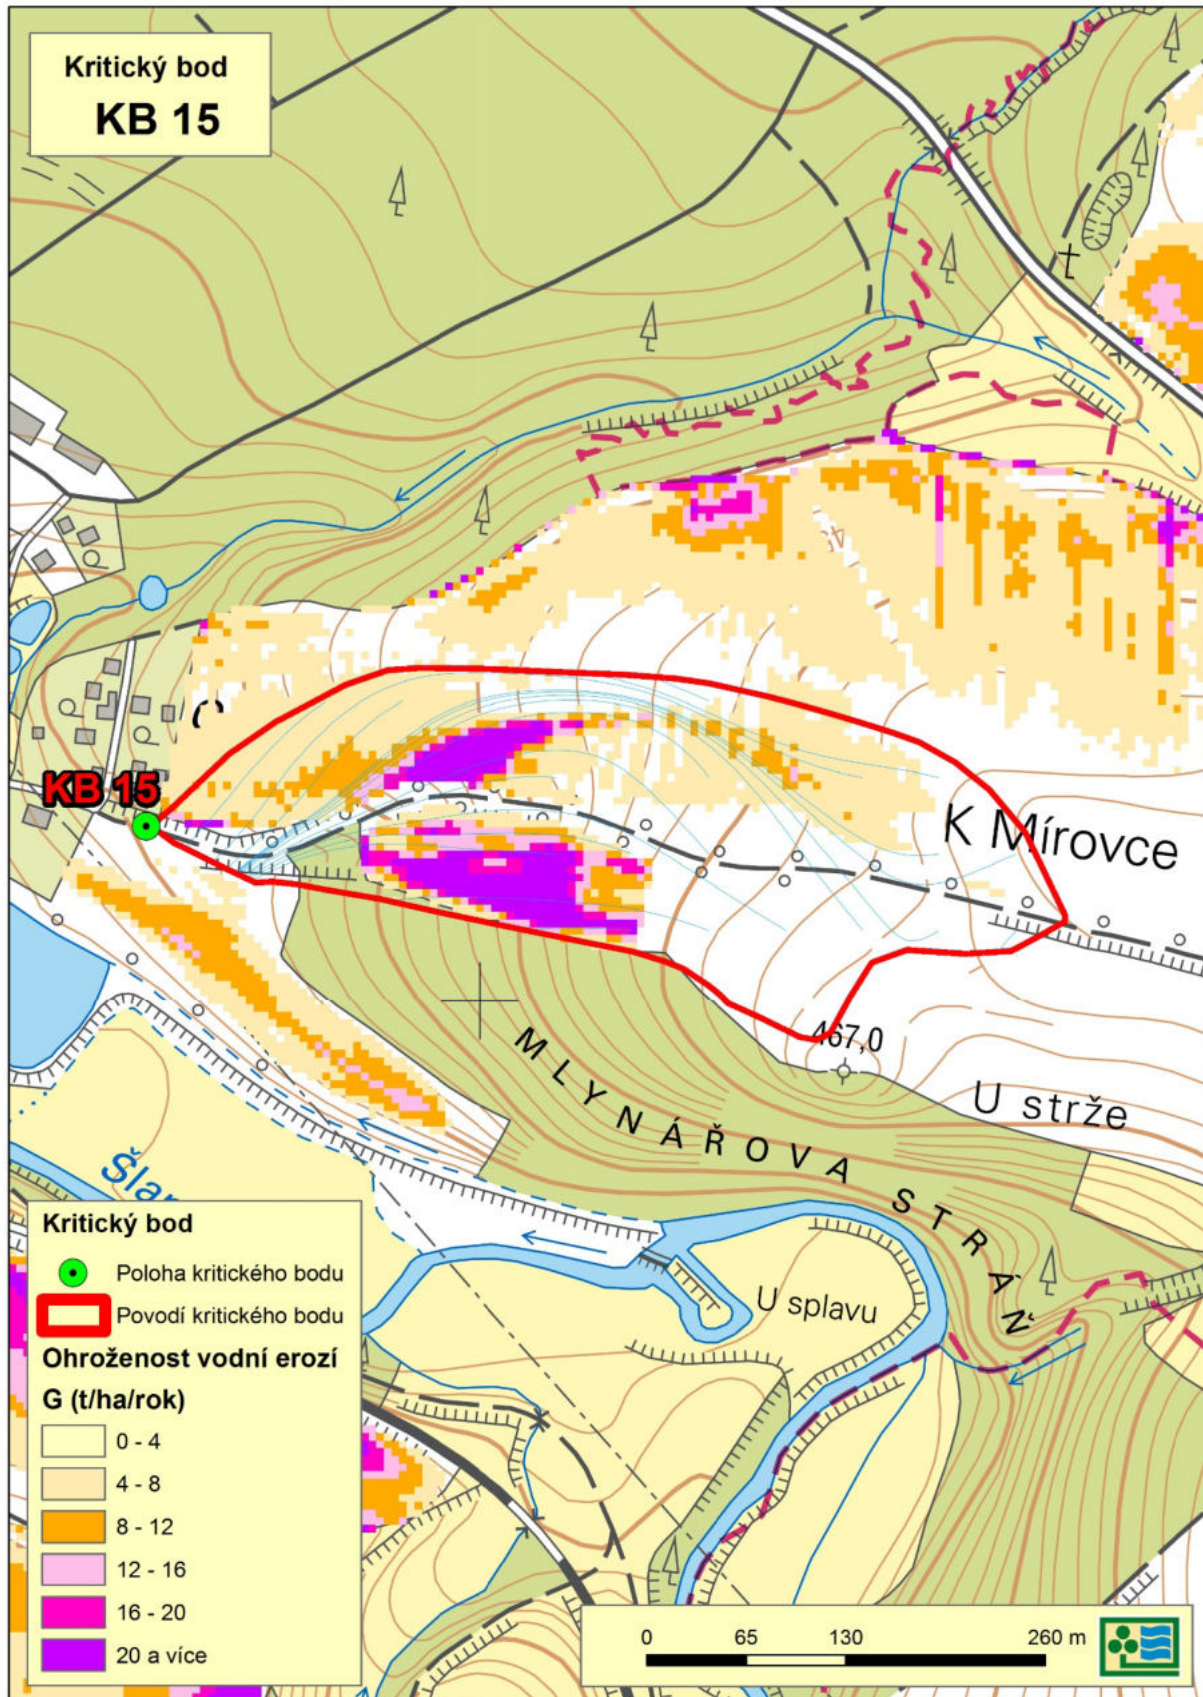 Kritický bod
KB 15
KB 15
K Mírovce
467,0
U strže
MLYNÁŘOVA STRÁŇ
U splavu
Kritický bod
Poloha kritického bodu
Povodí kritického bodu
Ohroženost vodní erozí
G (t/ha/rok)
0 - 4
4 - 8
8 - 12
12 - 16
16 - 20
20 a více
0 65 130 260 m